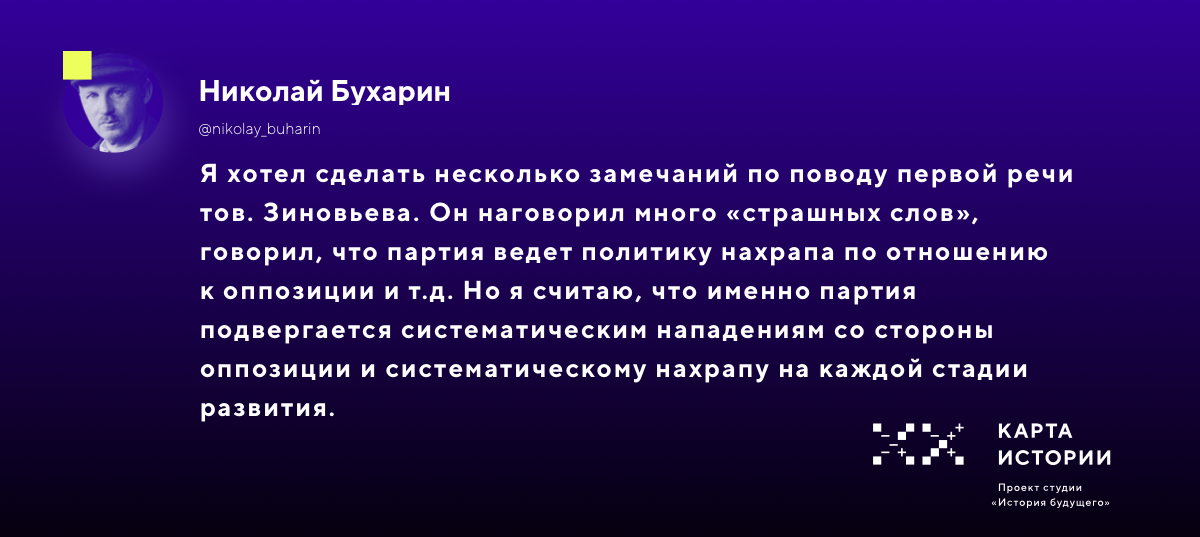 Николай Бухарин
@nikolay_buharin
Я хотел сделать несколько замечаний по поводу первой речи
тов. Зиновьева. Он наговорил много «страшных слов»,
говорил, что партия ведет политику нахрапа по отношению
к оппозиции и т.д. Но я считаю, что именно партия
подвергается систематическим нападениям со стороны
оппозиции и систематическому нахрапу на каждой стадии
развития.
КАРТА
ИСТОРИИ
Проект студии
«История будущего»